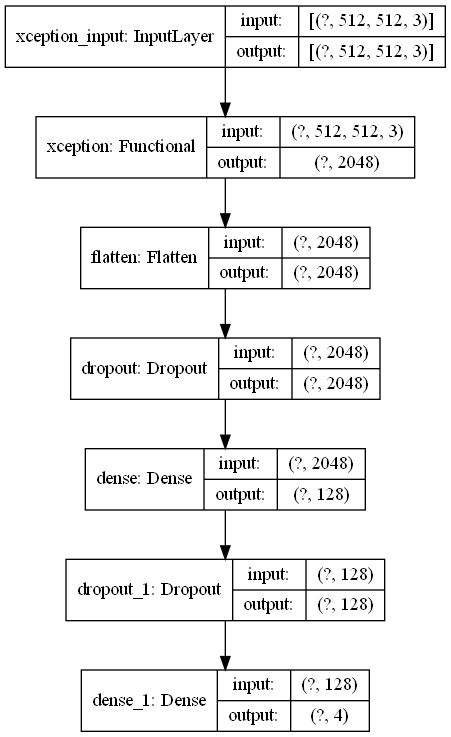 xception_input: InputLayer
input:
[(?, 512, 512, 3)]
output:
[(?, 512, 512, 3)]
xception: Functional
input:
(?, 512, 512, 3)
output:
(?, 2048)
flatten: Flatten
input:
(?, 2048)
output:
(?, 2048)
dropout: Dropout
input:
(?, 2048)
output:
(?, 2048)
dense: Dense
input:
(?, 2048)
output:
(?, 128)
dropout_1: Dropout
input:
(?, 128)
output:
(?, 128)
dense_1: Dense
input:
(?, 128)
output:
(?, 4)